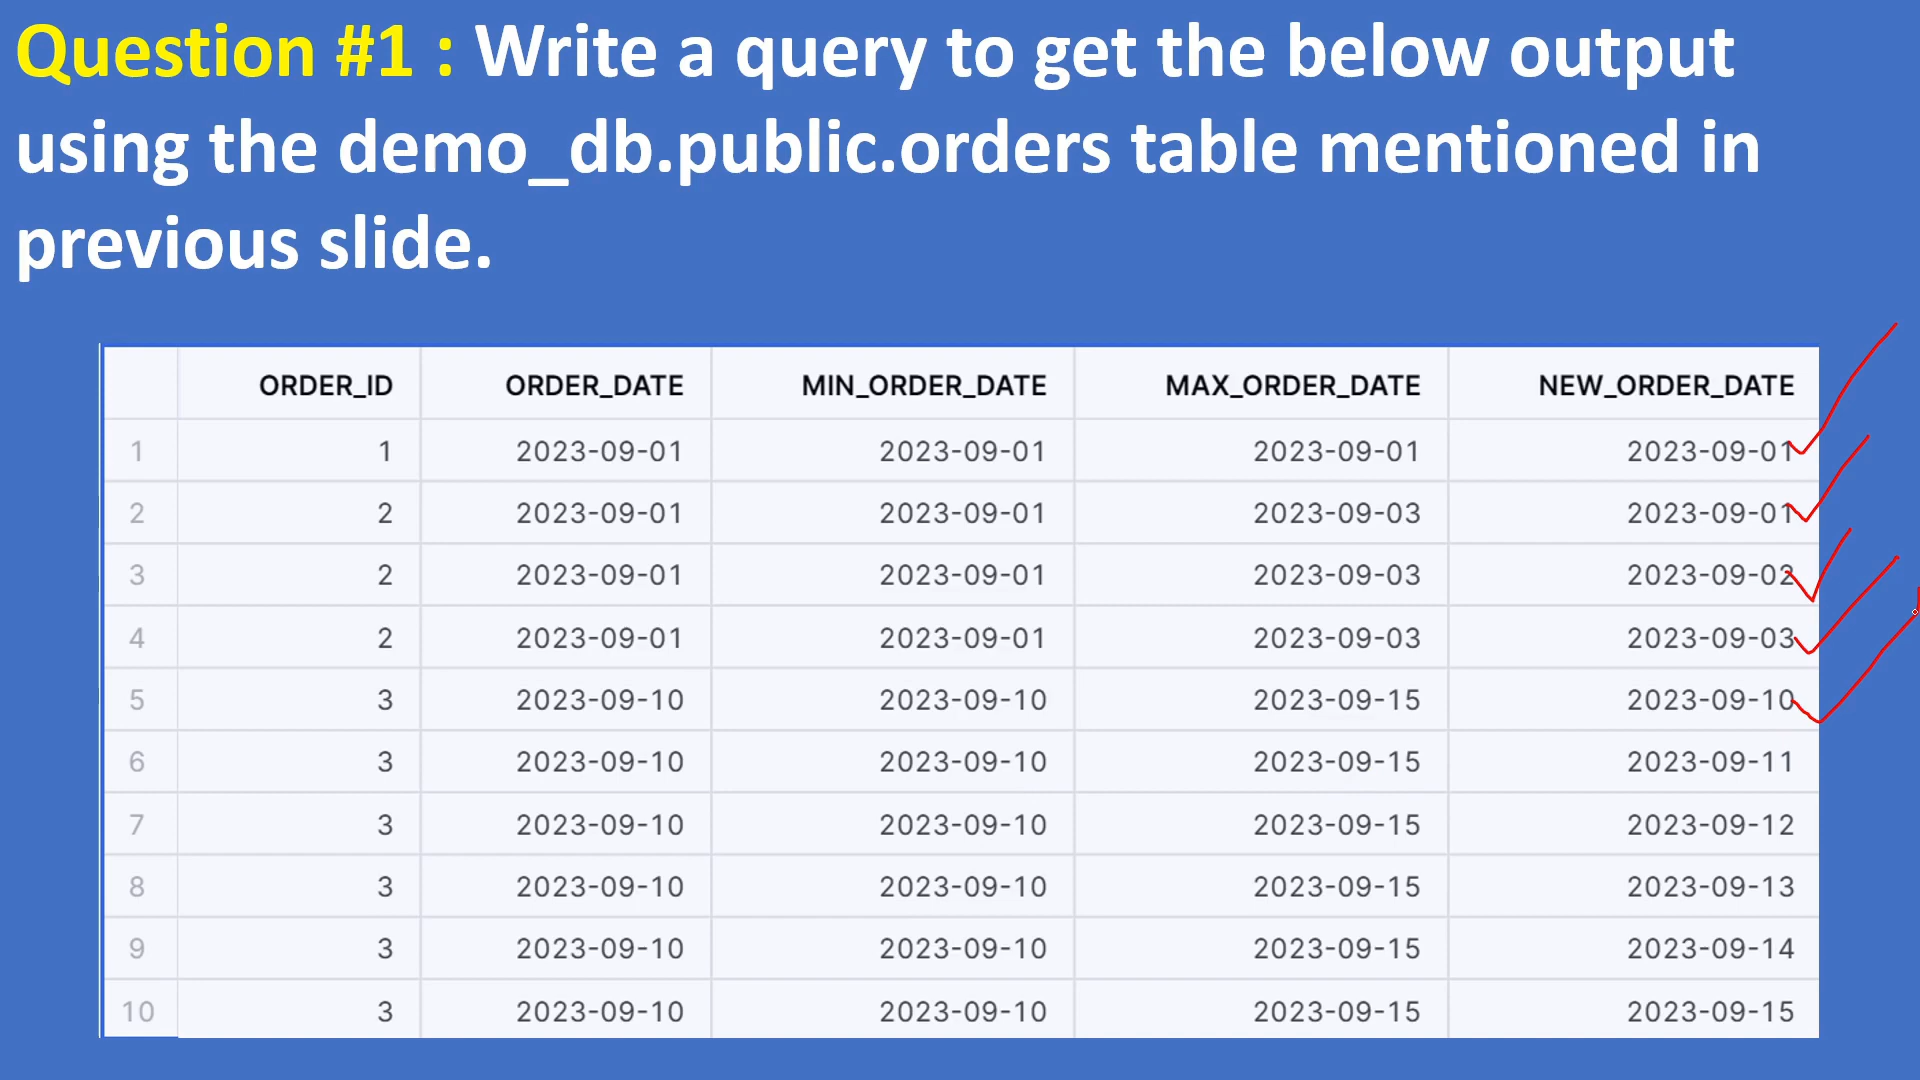 Question #1 : Write a query to get the below output
using the demo_db.public.orders table mentioned in
previous slide.
ORDER_ID ORDER_DATE MIN_ORDER_DATE MAX_ORDER_DATE NEW_ORDER_DATE
1 1 2023-09-01 2023-09-01 2023-09-01 2023-09-01
2 2 2023-09-01 2023-09-01 2023-09-03 2023-09-01
3 2 2023-09-01 2023-09-01 2023-09-03 2023-09-02
4 2 2023-09-01 2023-09-01 2023-09-03 2023-09-03
5 3 2023-09-10 2023-09-10 2023-09-15 2023-09-10
6 3 2023-09-10 2023-09-10 2023-09-15 2023-09-11
7 3 2023-09-10 2023-09-10 2023-09-15 2023-09-12
8 3 2023-09-10 2023-09-10 2023-09-15 2023-09-13
9 3 2023-09-10 2023-09-10 2023-09-15 2023-09-14
10 3 2023-09-10 2023-09-10 2023-09-15 2023-09-15